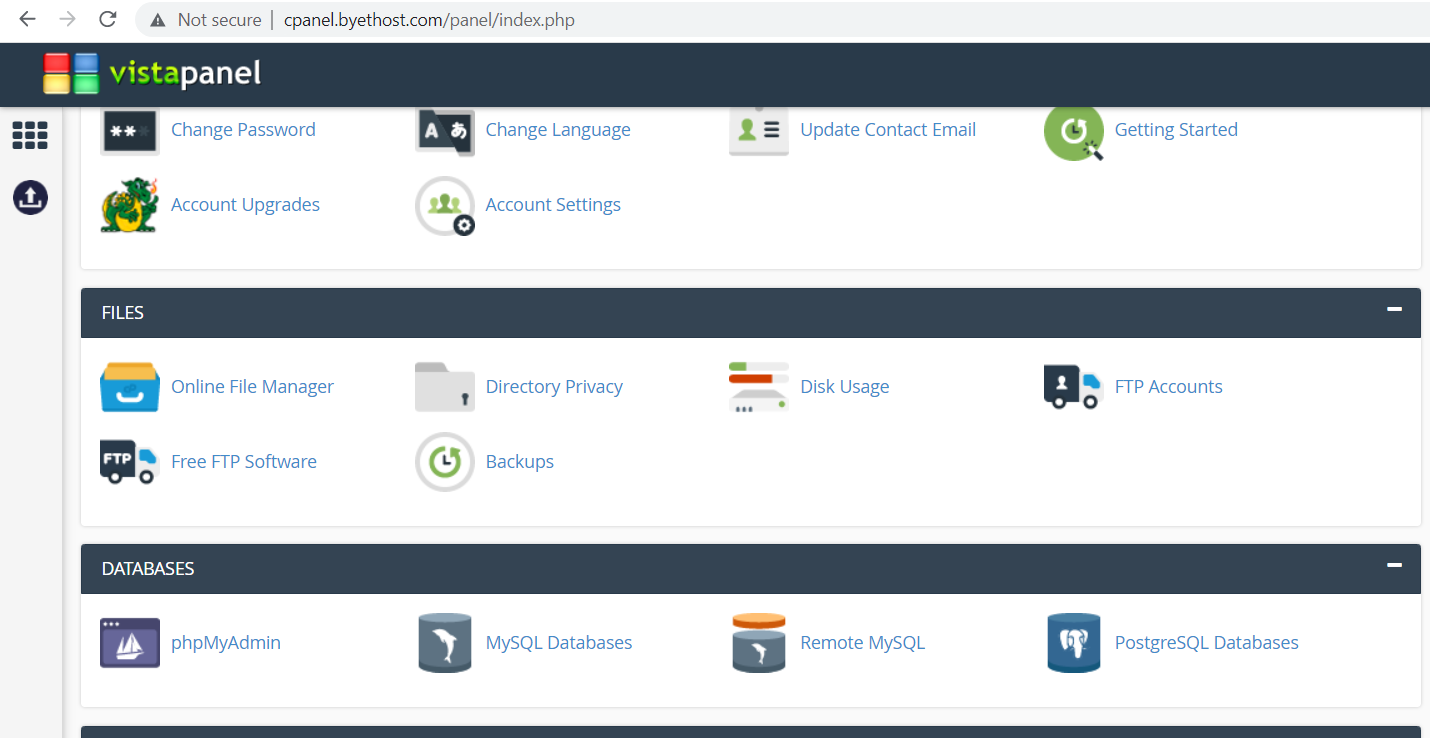 Not secure | cpanel.byethost.com/panel/index.php
vistapanel
Change Password
Change Language
Update Contact Email
Getting Started
Account Upgrades
Account Settings
FILES
Online File Manager
Directory Privacy
Disk Usage
FTP Accounts
FTP
Free FTP Software
Backups
DATABASES
phpMyAdmin
MySQL Databases
Remote MySQL
PostgreSQL Databases